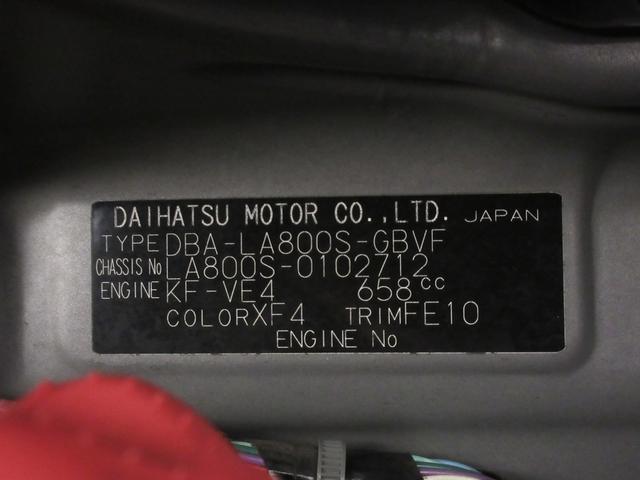 DAIHATSU MOTOR CO.,LTD. JAPAN
TYPE DBA-LA800S-GBVF
CHASSIS No LA800S-0102712
ENGINE KF-VE4 658cc
COLOR XF4 TRIM FE10
ENGINE No